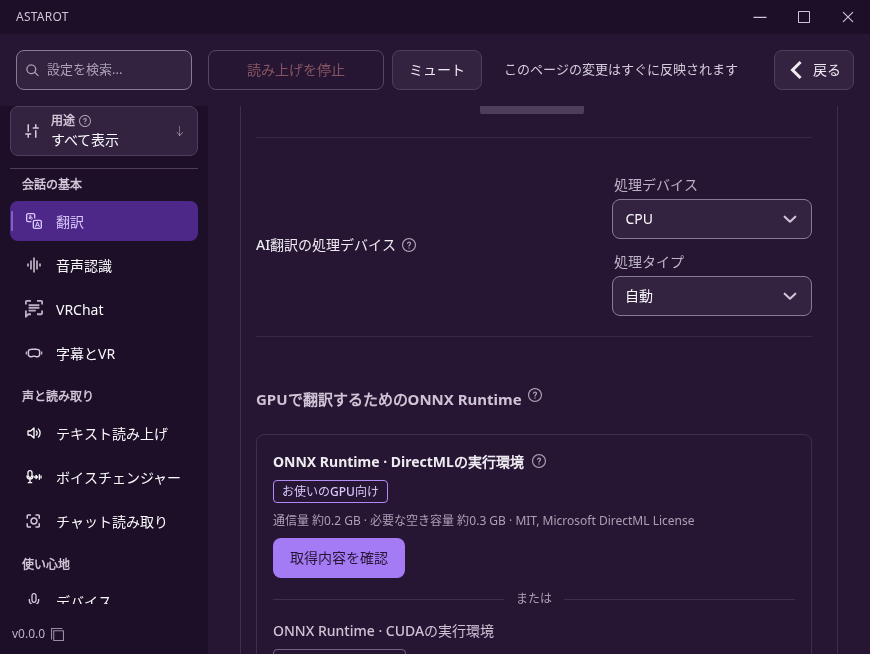 ASTAROT
設定を検索...
読み上げを停止
ミュート
このページの変更はすぐに反映されます
戻る
用途
すべて表示
会話の基本
翻訳
音声認識
VRChat
字幕とVR
声と読み取り
テキスト読み上げ
ボイスチェンジャー
チャット読み取り
使い心地
デバイス
v0.0.0
処理デバイス
CPU
AI翻訳の処理デバイス
処理タイプ
自動
GPUで翻訳するためのONNX Runtime
ONNX Runtime · DirectMLの実行環境
お使いのGPU向け
通信量 約0.2 GB · 必要な空き容量 約0.3 GB · MIT, Microsoft DirectML License
取得内容を確認
または
ONNX Runtime · CUDAの実行環境